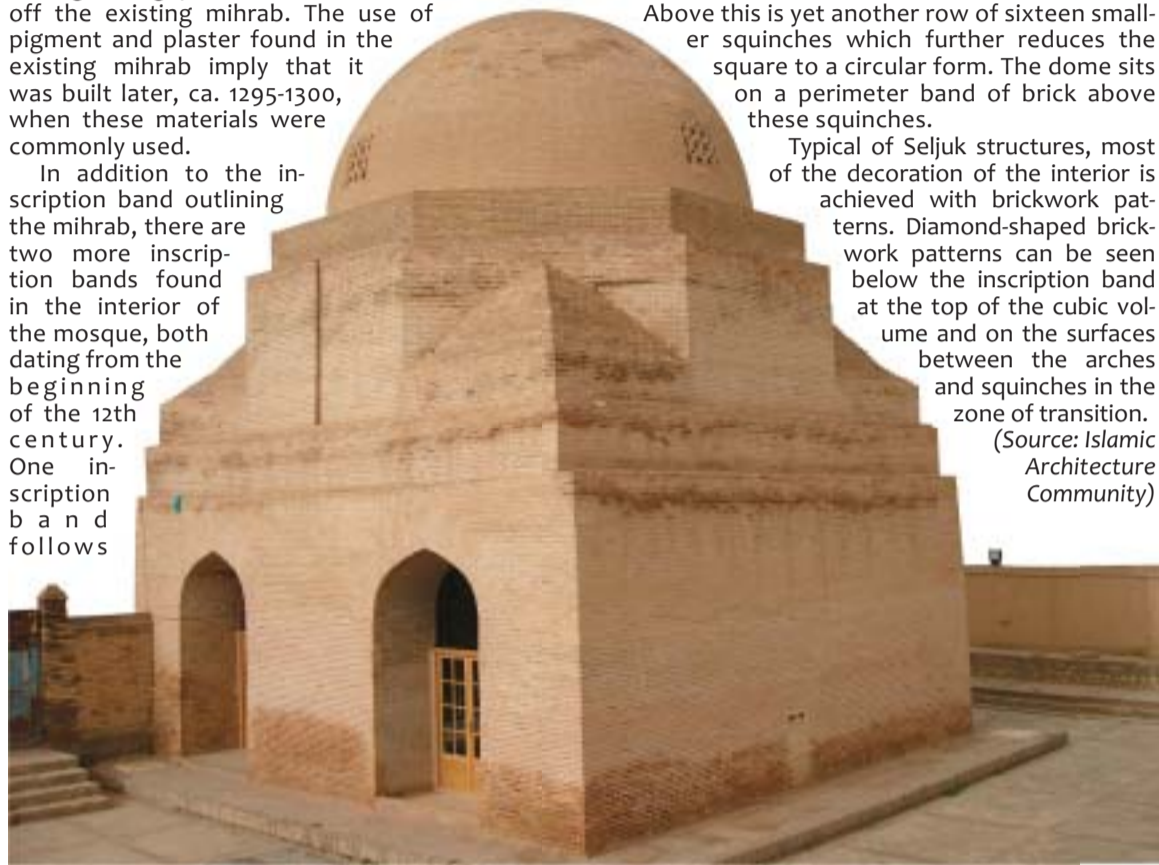 off the existing mihrab. The use of
pigment and plaster found in the
existing mihrab imply that it
was built later, ca. 1295-1300,
when these materials were
commonly used.
In addition to the in-
scription band outlining
the mihrab, there are
two more inscrip-
tion bands found
in the interior of
the mosque, both
dating from the
beginning
of the 12th
century.
One in-
scription
band
follows
Above this is yet another row of sixteen small-
er squinches which further reduces the
square to a circular form. The dome sits
on a perimeter band of brick above
these squinches.
Typical of Seljuk structures, most
of the decoration of the interior is
achieved with brickwork pat-
terns. Diamond-shaped brick-
work patterns can be seen
below the inscription band
at the top of the cubic vol-
ume and on the surfaces
between the arches
and squinches in the
zone of transition.
(Source: Islamic
Architecture
Community)